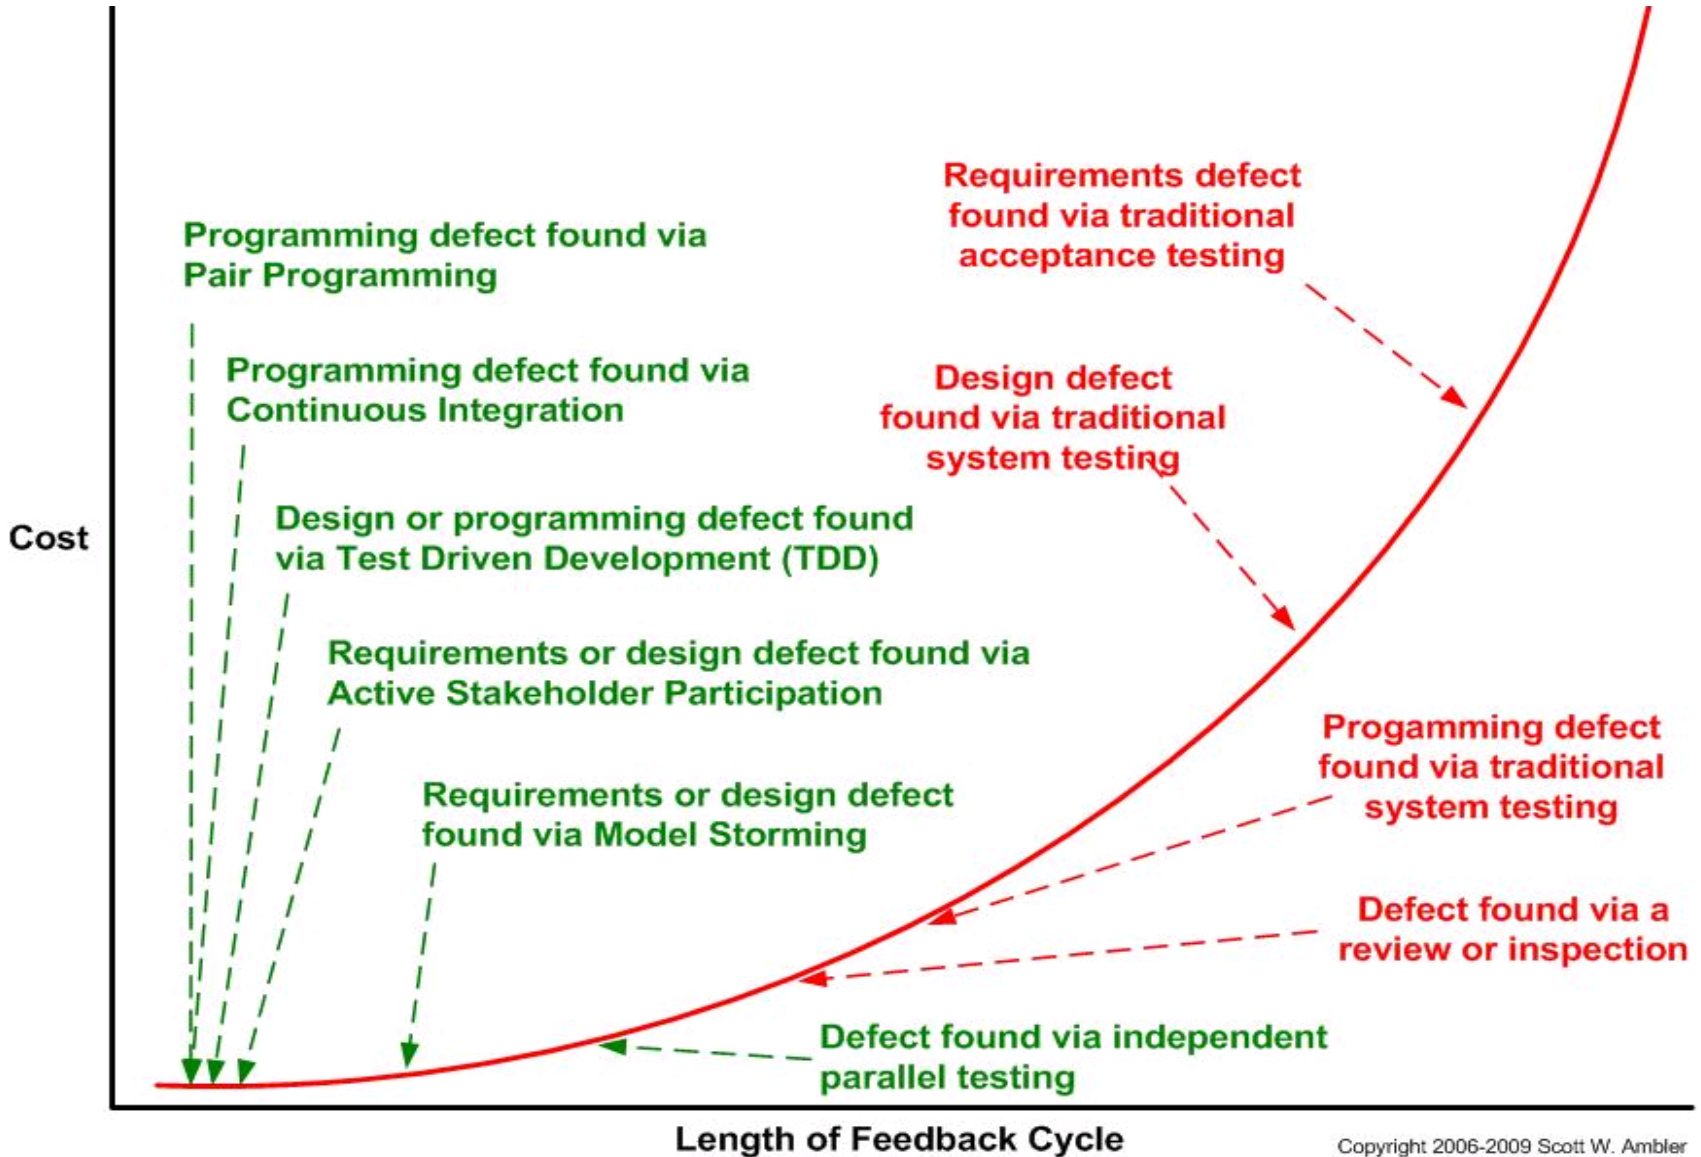 Requirements defect
found via traditional
acceptance testing
Programming defect found via
Pair Programming
Programming defect found via
Continuous Integration
Design defect
found via traditional
system testing
Design or programming defect found
via Test Driven Development (TDD)
Cost
Requirements or design defect found via
Active Stakeholder Participation
Progamming defect
found via traditional
system testing
Requirements or design defect
found via Model Storming
Defect found via a
review or inspection
Defect found via independent
parallel testing
Length of Feedback Cycle
Copyright 2006-2009 Scott W. Ambler